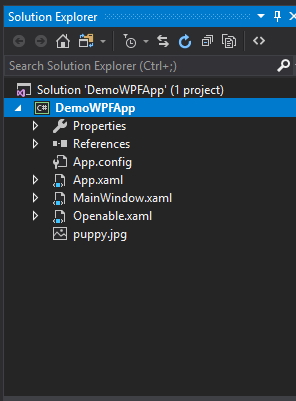 Solution Explorer
Search Solution Explorer (Ctrl+;)
Solution 'DemoWPFApp' (1 project)
C# DemoWPFApp
Properties
References
App.config
App.xaml
MainWindow.xaml
Openable.xaml
puppy.jpg